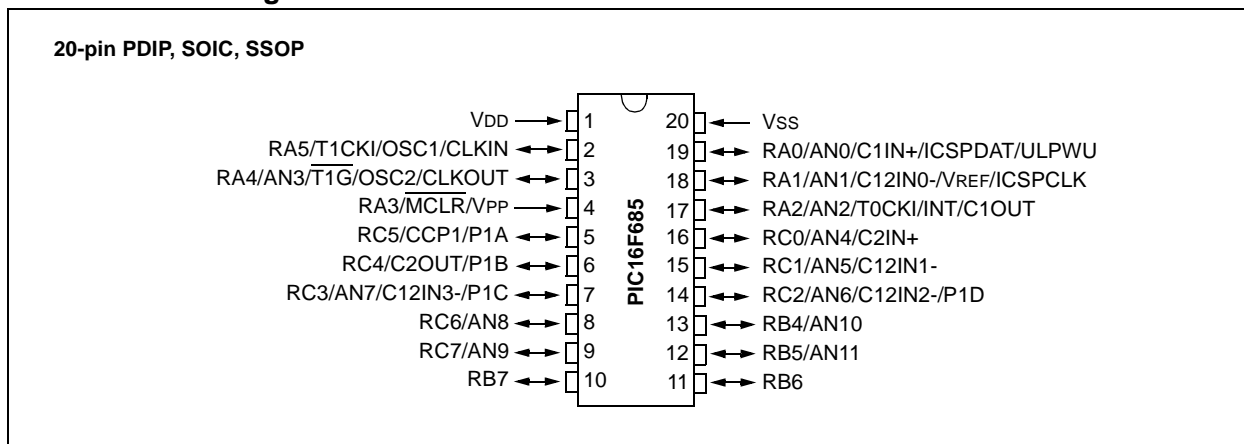 20-pin PDIP, SOIC, SSOP
VDD 1 20 VSS
RA5/T1CKI/OSC1/CLKIN 2 19 RA0/AN0/C1IN+/ICSPDAT/ULPWU
RA4/AN3/T1G/OSC2/CLKOUT 3 18 RA1/AN1/C12IN0-/VREF/ICSPCLK
RA3/MCLR/VPP 4 17 RA2/AN2/T0CKI/INT/C1OUT
RC5/CCP1/P1A 5 16 RC0/AN4/C2IN+
RC4/C2OUT/P1B 6 15 RC1/AN5/C12IN1-
RC3/AN7/C12IN3-/P1C 7 14 RC2/AN6/C12IN2-/P1D
RC6/AN8 8 13 RB4/AN10
RC7/AN9 9 12 RB5/AN11
RB7 10 11 RB6
PIC16F685